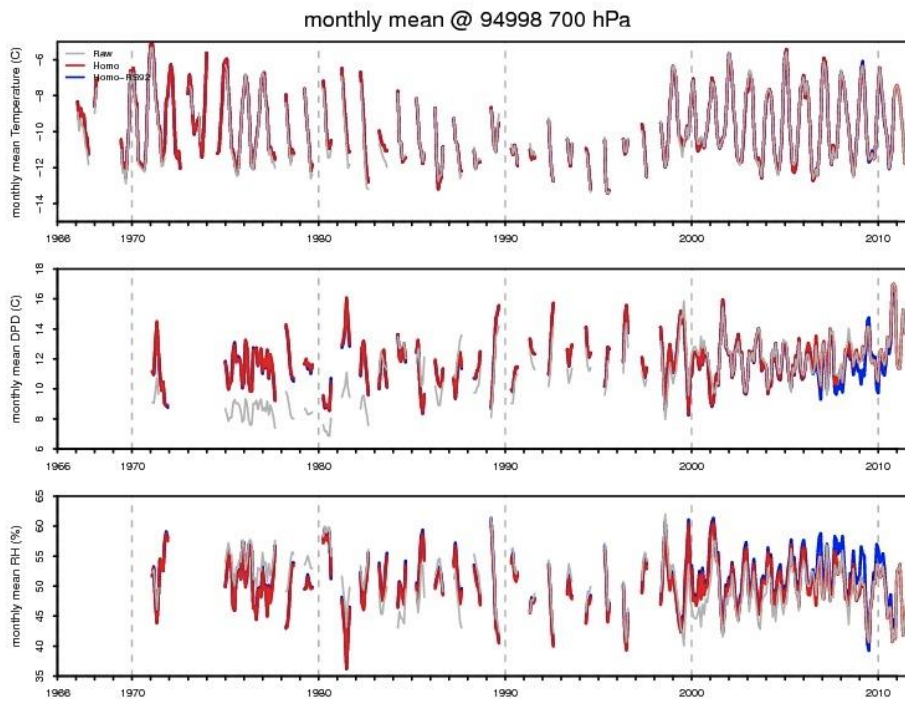 monthly mean @ 94998 700 hPa
monthly mean Temperature (C)
−6
−8
−10
−12
−14
Raw
Homo
Homo−RS92
1966 1970 1980 1990 2000 2010
monthly mean DPD (C)
18
16
14
12
10
8
6
1966 1970 1980 1990 2000 2010
monthly mean RH (%)
65
60
55
50
45
40
35
1966 1970 1980 1990 2000 2010